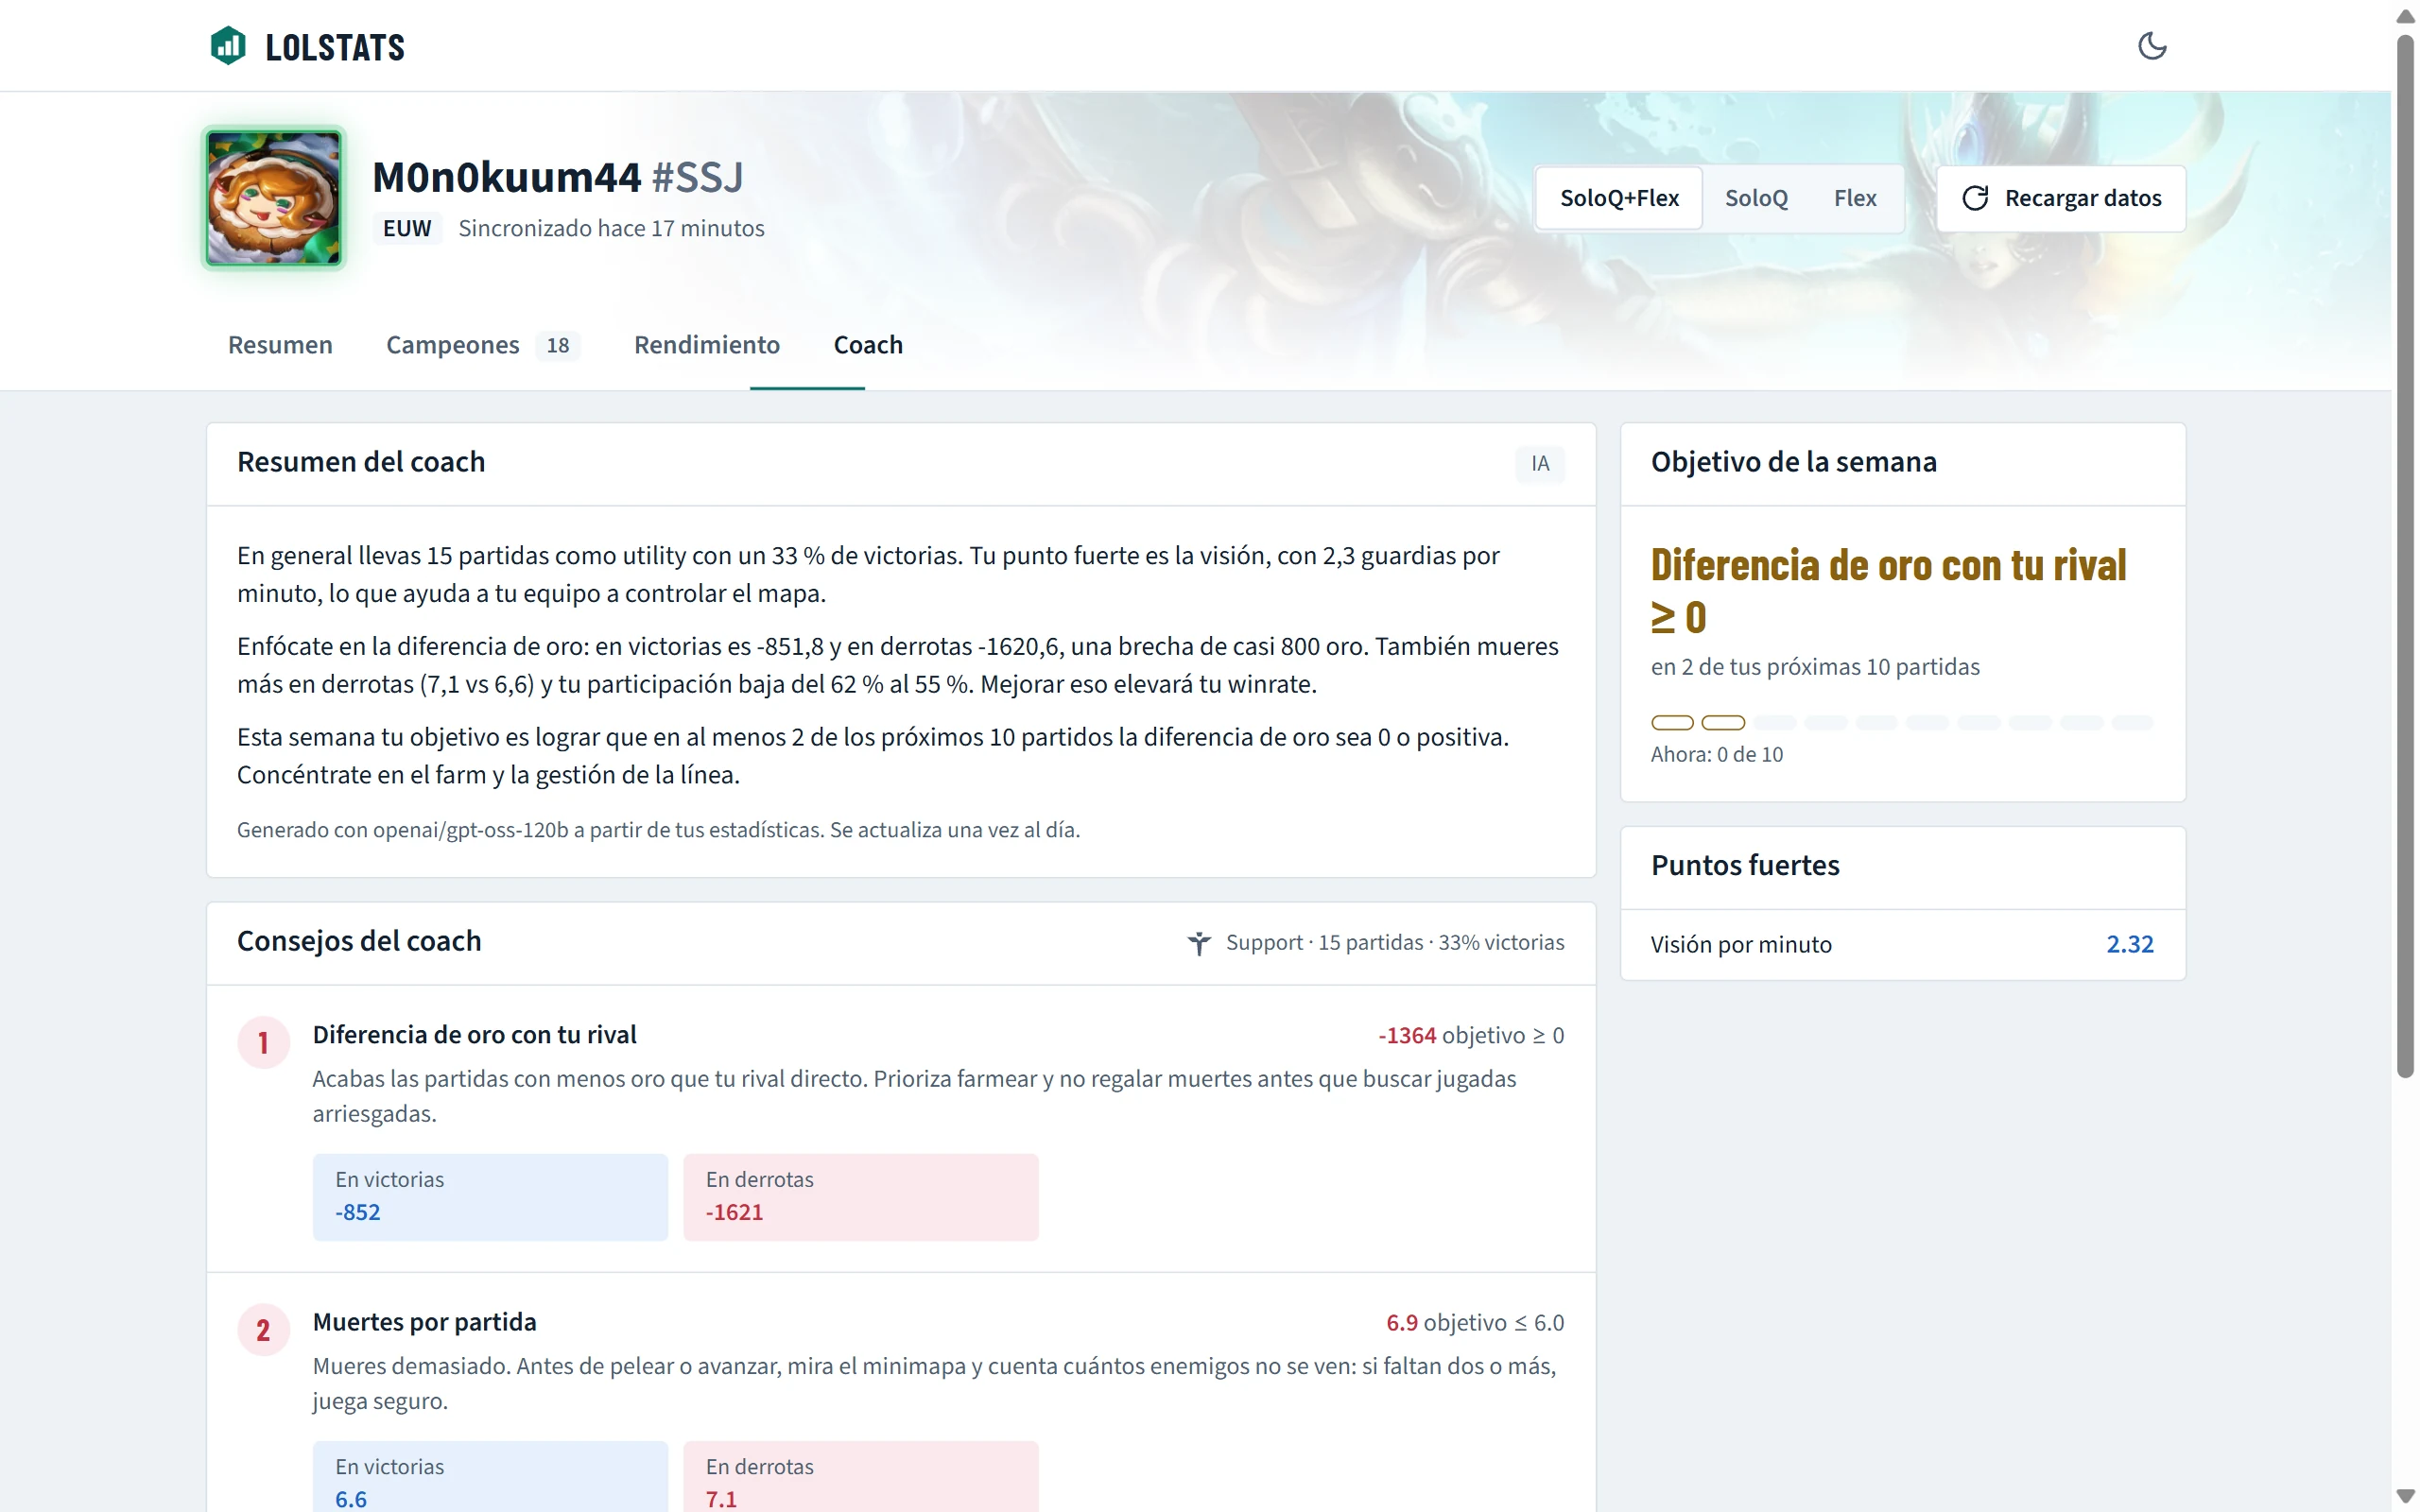 LOLSTATS
M0n0kuum44 #SSJ
EUW Sincronizado hace 17 minutos
SoloQ+Flex SoloQ Flex
Recargar datos
Resumen Campeones 18 Rendimiento Coach
Resumen del coach IA
En general llevas 15 partidas como utility con un 33 % de victorias. Tu punto fuerte es la visión, con 2,3 guardias por
minuto, lo que ayuda a tu equipo a controlar el mapa.
Enfócate en la diferencia de oro: en victorias es -851,8 y en derrotas -1620,6, una brecha de casi 800 oro. También mueres
más en derrotas (7,1 vs 6,6) y tu participación baja del 62 % al 55 %. Mejorar eso elevará tu winrate.
Esta semana tu objetivo es lograr que en al menos 2 de los próximos 10 partidos la diferencia de oro sea 0 o positiva.
Concéntrate en el farm y la gestión de la línea.
Generado con openai/gpt-oss-120b a partir de tus estadísticas. Se actualiza una vez al día.
Objetivo de la semana
Diferencia de oro con tu rival
≥ 0
en 2 de tus próximas 10 partidas
Ahora: 0 de 10
Puntos fuertes
Visión por minuto 2.32
Consejos del coach Support · 15 partidas · 33% victorias
1 Diferencia de oro con tu rival -1364 objetivo ≥ 0
Acabas las partidas con menos oro que tu rival directo. Prioriza farmear y no regalar muertes antes que buscar jugadas
arriesgadas.
En victorias En derrotas
-852 -1621
2 Muertes por partida 6.9 objetivo ≤ 6.0
Mueres demasiado. Antes de pelear o avanzar, mira el minimapa y cuenta cuántos enemigos no se ven: si faltan dos o más,
juega seguro.
En victorias En derrotas
6.6 7.1